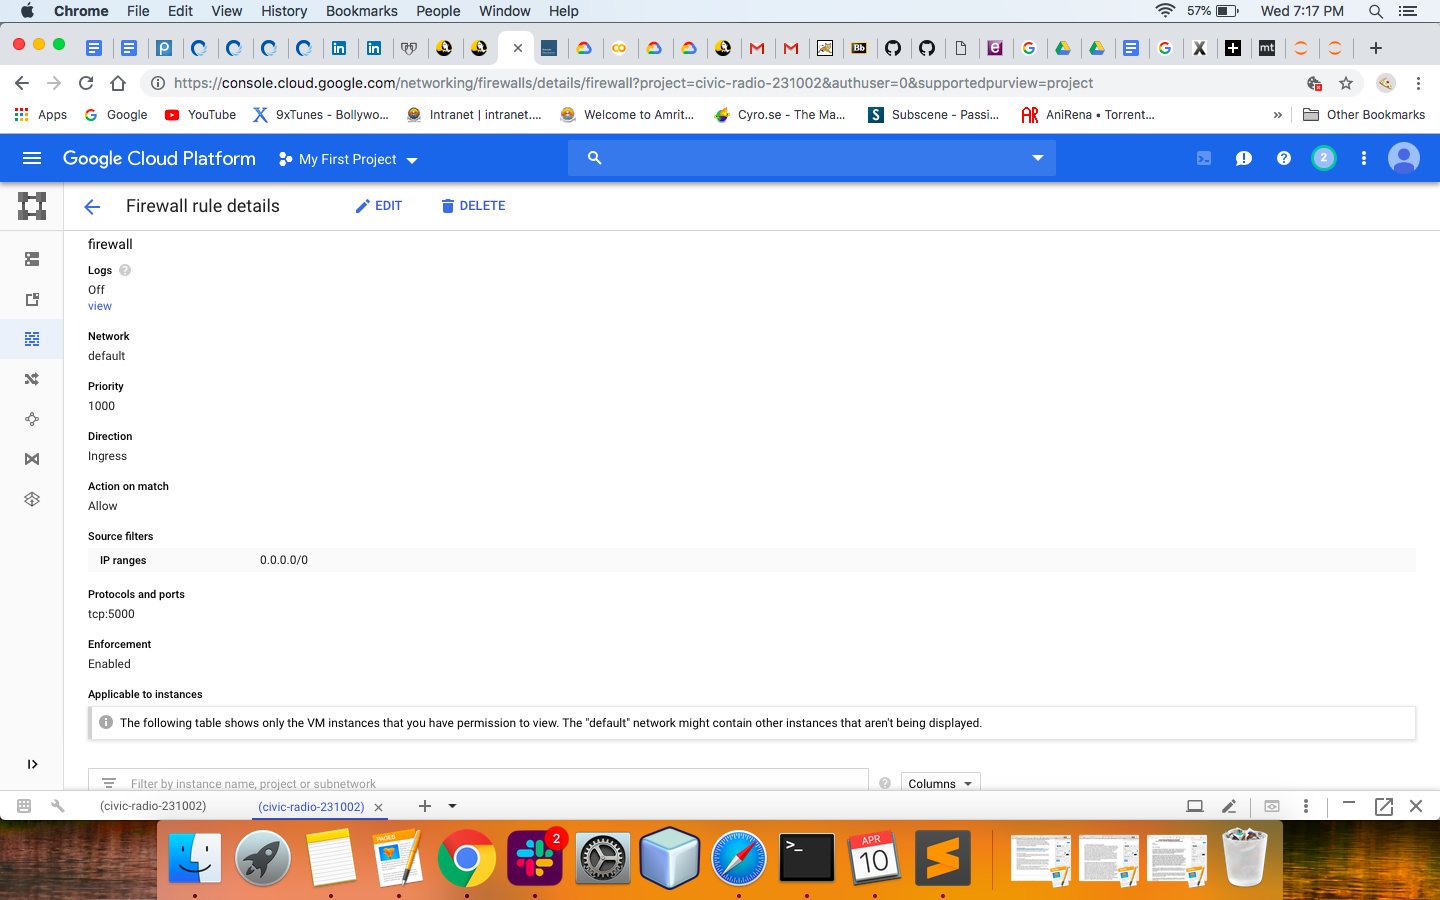 Chrome File Edit View History Bookmarks People Window Help 57% Wed 7:17 PM
https://console.cloud.google.com/networking/firewalls/details/firewall?project=civic-radio-231002&authuser=0&supportedpurview=project
Apps Google YouTube 9xTunes - Bollywo... Intranet | intranet.... Welcome to Amrit... Cyro.se - The Ma... Subscene - Passi... AniRena • Torrent... » Other Bookmarks
Google Cloud Platform My First Project 2
Firewall rule details EDIT DELETE
firewall
Logs
Off
view
Network
default
Priority
1000
Direction
Ingress
Action on match
Allow
Source filters
IP ranges 0.0.0.0/0
Protocols and ports
tcp:5000
Enforcement
Enabled
Applicable to instances
The following table shows only the VM instances that you have permission to view. The "default" network might contain other instances that aren't being displayed.
Filter by instance name, project or subnetwork Columns
(civic-radio-231002) (civic-radio-231002)
PAGES
2
APR
10